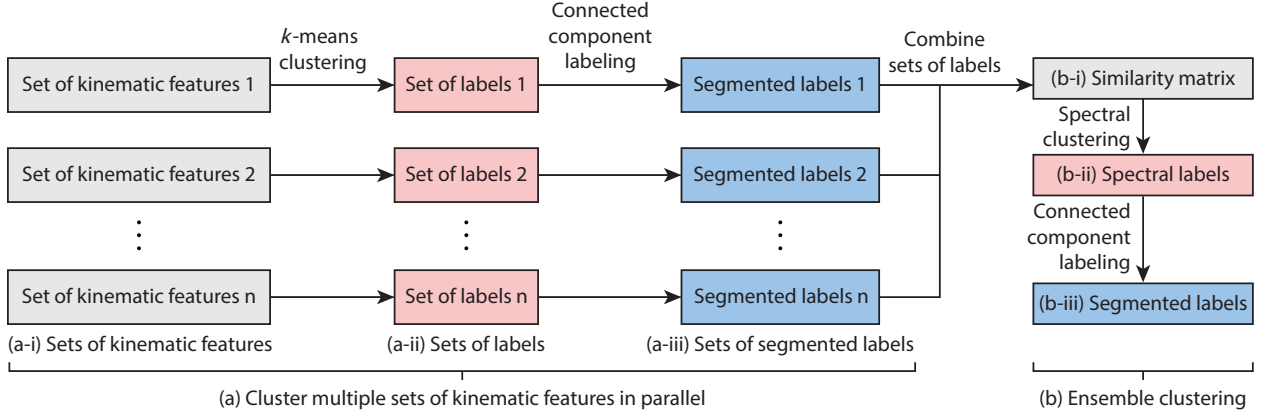 k-means
clustering
Connected
component
labeling
Combine
sets of labels
Set of kinematic features 1
Set of labels 1
Segmented labels 1
(b-i) Similarity matrix
Spectral
clustering
Set of kinematic features 2
Set of labels 2
Segmented labels 2
(b-ii) Spectral labels
Connected
component
labeling
Set of kinematic features n
Set of labels n
Segmented labels n
(b-iii) Segmented labels
(a-i) Sets of kinematic features
(a-ii) Sets of labels
(a-iii) Sets of segmented labels
(a) Cluster multiple sets of kinematic features in parallel
(b) Ensemble clustering